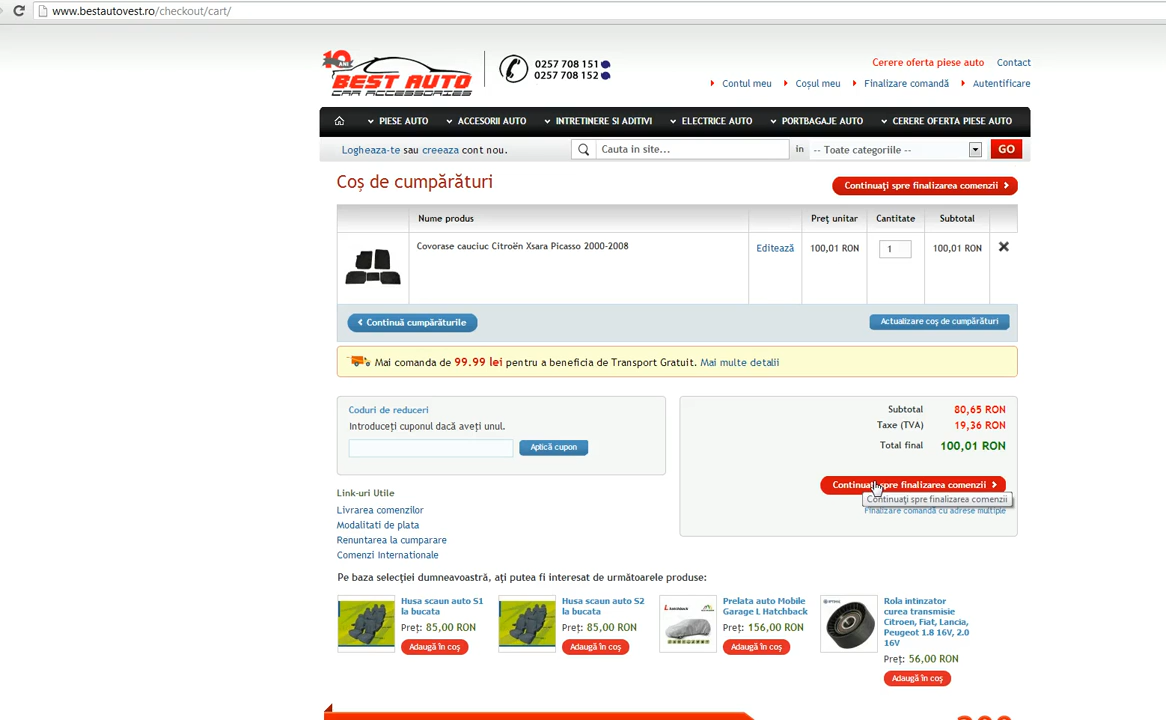 www.bestautovest.ro/checkout/cart/
10 ANI
BEST AUTO
CAR ACCESSORIES
0257 708 151
0257 708 152
Cerere oferta piese auto Contact
Contul meu Coșul meu Finalizare comandă Autentificare
PIESE AUTO ACCESORII AUTO INTRETINERE SI ADITIVI ELECTRICE AUTO PORTBAGAJE AUTO CERERE OFERTA PIESE AUTO
Logheaza-te sau creeaza cont nou.
Cauta in site... in -- Toate categoriile -- GO
Coș de cumpărături
Continuați spre finalizarea comenzii
Nume produs Preț unitar Cantitate Subtotal
Covorase cauciuc Citroën Xsara Picasso 2000-2008 Editează 100,01 RON 1 100,01 RON
Continuă cumpărăturile
Actualizare coș de cumpărături
Mai comanda de 99.99 lei pentru a beneficia de Transport Gratuit. Mai multe detalii
Coduri de reduceri
Introduceți cuponul dacă aveți unul.
Aplică cupon
Subtotal 80,65 RON
Taxe (TVA) 19,36 RON
Total final 100,01 RON
Continuați spre finalizarea comenzii
Continuați spre finalizarea comenzii
Finalizare comandă cu adrese multiple
Link-uri Utile
Livrarea comenzilor
Modalitati de plata
Renuntarea la cumparare
Comenzi Internationale
Pe baza selecției dumneavoastră, ați putea fi interesat de următoarele produse:
Husa scaun auto S1
la bucata
Preț: 85,00 RON
Adaugă în coș
Husa scaun auto S2
la bucata
Preț: 85,00 RON
Adaugă în coș
Prelata auto Mobile
Garage L Hatchback
Preț: 156,00 RON
Adaugă în coș
Rola intinzator
curea transmisie
Citroen, Fiat, Lancia,
Peugeot 1.8 16V, 2.0
16V
Preț: 56,00 RON
Adaugă în coș